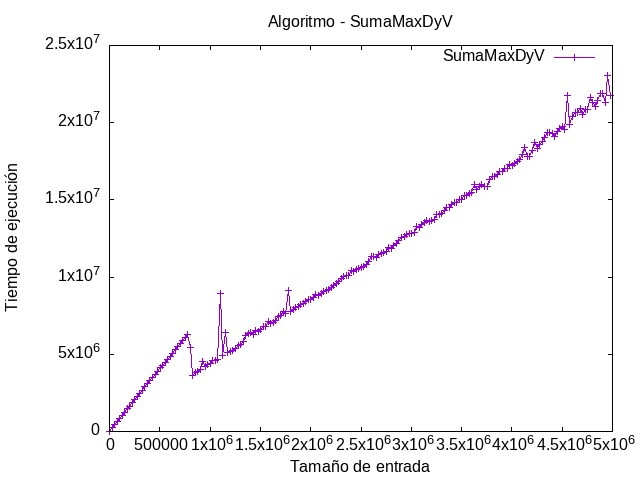 Algoritmo - SumaMaxDyV
SumaMaxDyV
2.5x10^7
2x10^7
1.5x10^7
1x10^7
5x10^6
0
Tiempo de ejecución
0 500000 1x10^6 1.5x10^6 2x10^6 2.5x10^6 3x10^6 3.5x10^6 4x10^6 4.5x10^6 5x10^6
Tamaño de entrada